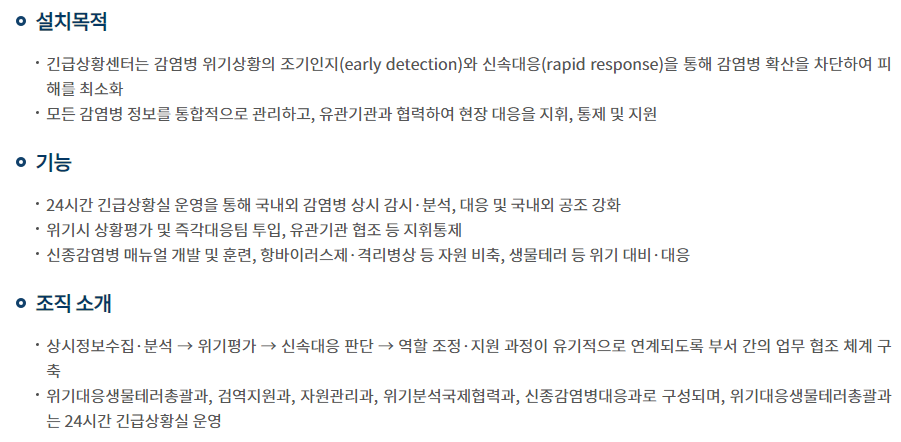 설치목적
· 긴급상황센터는 감염병 위기상황의 조기인지(early detection)와 신속대응(rapid response)을 통해 감염병 확산을 차단하여 피
해를 최소화
· 모든 감염병 정보를 통합적으로 관리하고, 유관기관과 협력하여 현장 대응을 지휘, 통제 및 지원
기능
· 24시간 긴급상황실 운영을 통해 국내외 감염병 상시 감시·분석, 대응 및 국내외 공조 강화
· 위기시 상황평가 및 즉각대응팀 투입, 유관기관 협조 등 지휘통제
· 신종감염병 매뉴얼 개발 및 훈련, 항바이러스제·격리병상 등 자원 비축, 생물테러 등 위기 대비·대응
조직 소개
· 상시정보수집·분석 → 위기평가 → 신속대응 판단 → 역할 조정·지원 과정이 유기적으로 연계되도록 부서 간의 업무 협조 체계 구
축
· 위기대응생물테러총괄과, 검역지원과, 자원관리과, 위기분석국제협력과, 신종감염병대응과로 구성되며, 위기대응생물테러총괄과
는 24시간 긴급상황실 운영